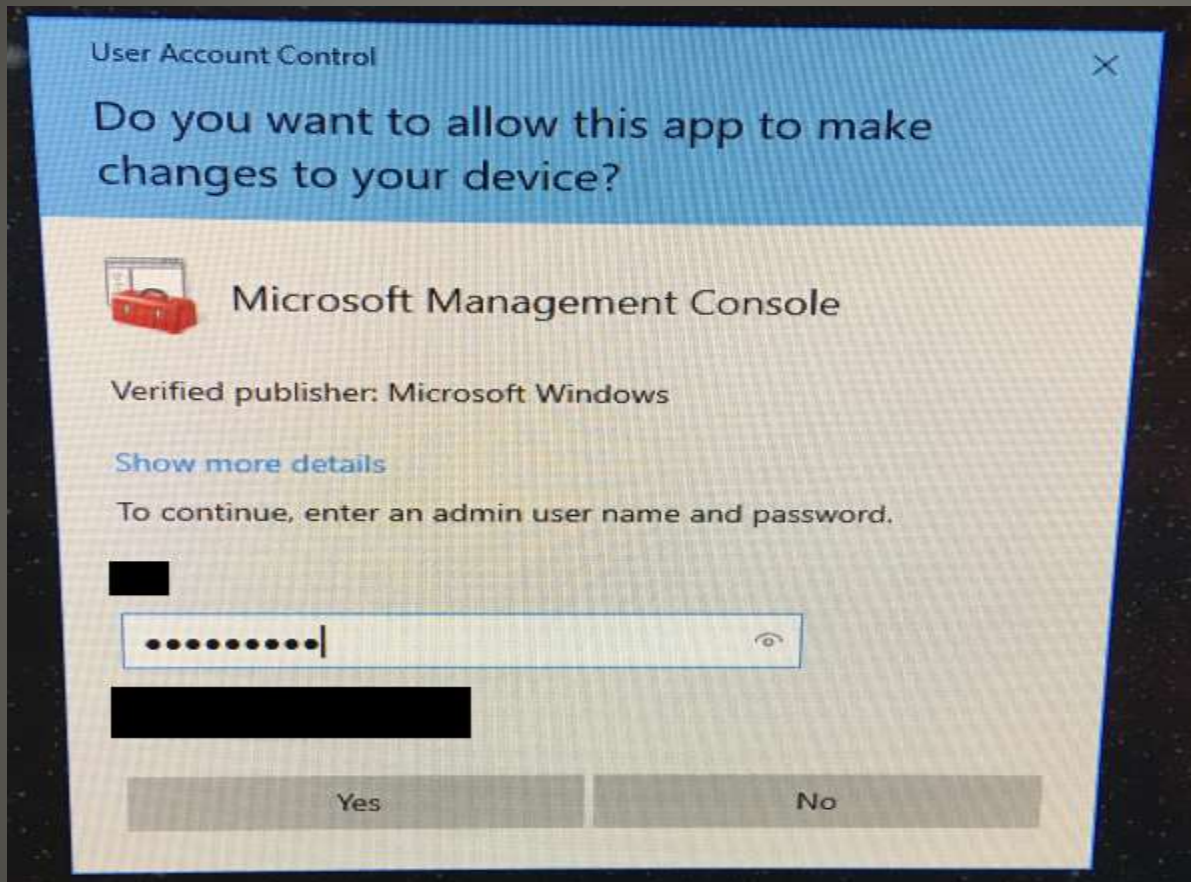 User Account Control
Do you want to allow this app to make
changes to your device?
Microsoft Management Console
Verified publisher: Microsoft Windows
Show more details
To continue, enter an admin user name and password.
•••••••••
Yes
No